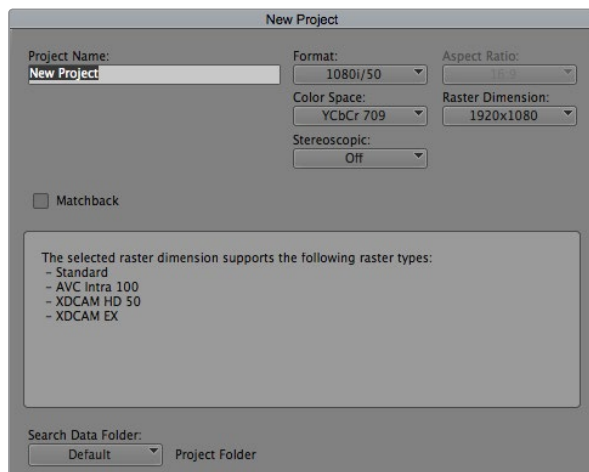 New Project
Project Name:
New Project
Format:
1080i/50
Aspect Ratio:
16:9
Color Space:
YCbCr 709
Raster Dimension:
1920x1080
Stereoscopic:
Off
Matchback
The selected raster dimension supports the following raster types:
– Standard
– AVC Intra 100
– XDCAM HD 50
– XDCAM EX
Search Data Folder:
Default
Project Folder